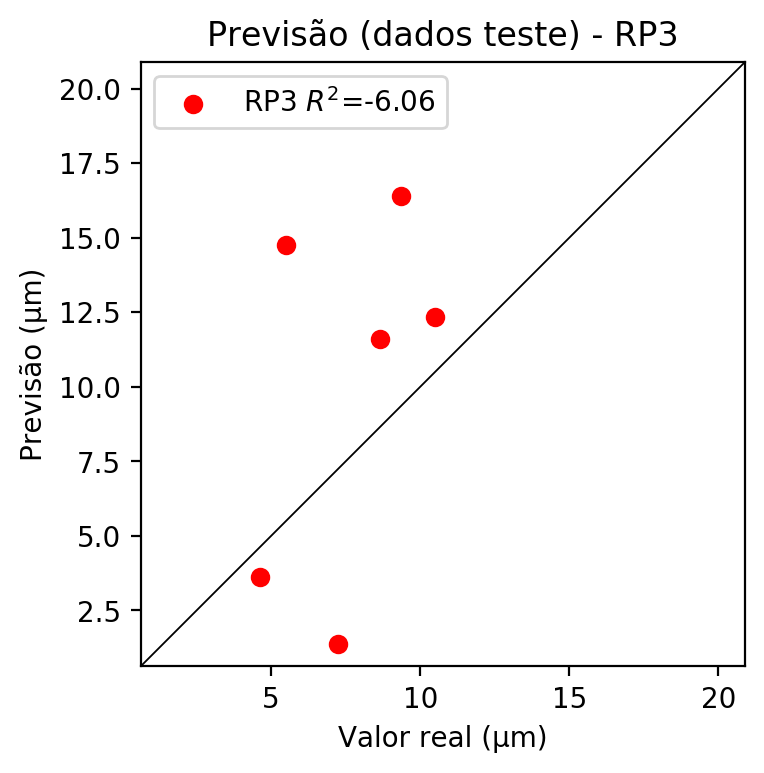 Previsão (dados teste) - RP3
RP3 R²=-6.06
20.0
17.5
15.0
12.5
10.0
7.5
5.0
2.5
Previsão (μm)
5 10 15 20
Valor real (μm)